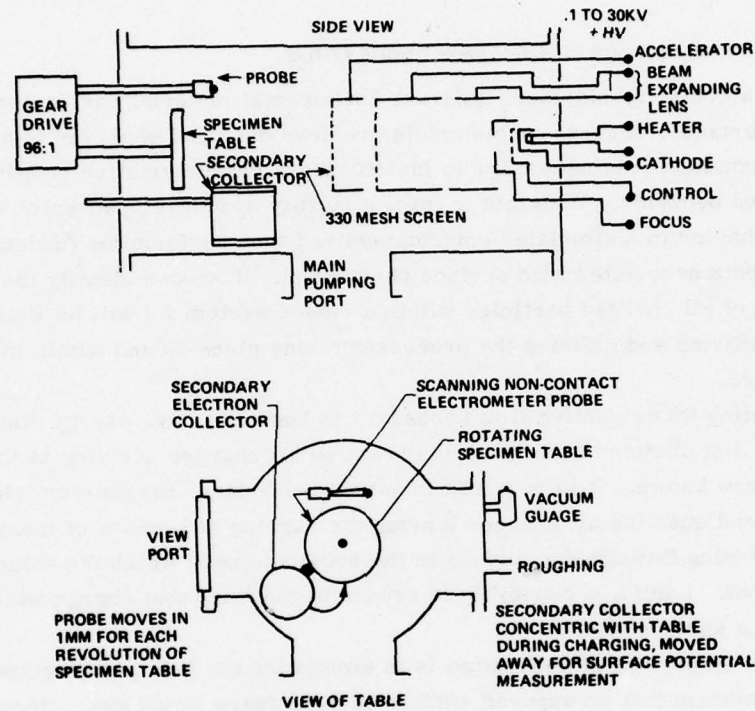 SIDE VIEW
.1 TO 30KV
+ HV
ACCELERATOR
BEAM
EXPANDING
LENS
HEATER
CATHODE
CONTROL
FOCUS
PROBE
GEAR
DRIVE
96:1
SPECIMEN
TABLE
SECONDARY
COLLECTOR
330 MESH SCREEN
MAIN
PUMPING
PORT
SECONDARY
ELECTRON
COLLECTOR
SCANNING NON-CONTACT
ELECTROMETER PROBE
ROTATING
SPECIMEN TABLE
VACUUM
GUAGE
VIEW
PORT
ROUGHING
PROBE MOVES IN
1MM FOR EACH
REVOLUTION OF
SPECIMEN TABLE
SECONDARY COLLECTOR
CONCENTRIC WITH TABLE
DURING CHARGING, MOVED
AWAY FOR SURFACE POTENTIAL
MEASUREMENT
VIEW OF TABLE